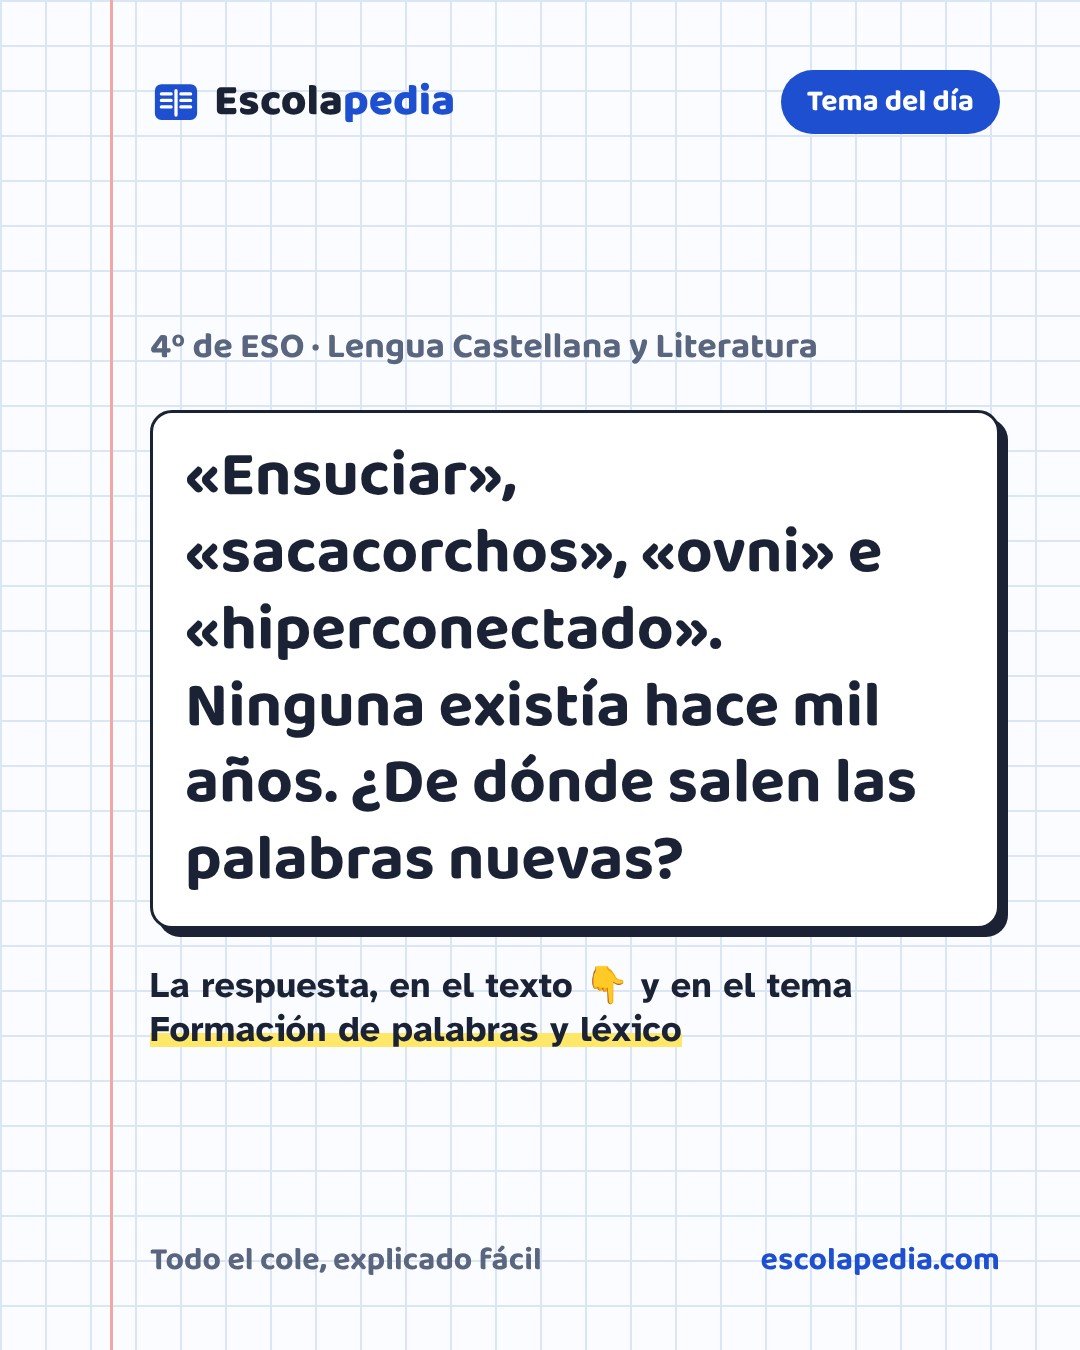 Escolapedia
Tema del día
4º de ESO · Lengua Castellana y Literatura
«Ensuciar»,
«sacacorchos», «ovni» e
«hiperconectado».
Ninguna existía hace mil
años. ¿De dónde salen las
palabras nuevas?
La respuesta, en el texto 👇 y en el tema
Formación de palabras y léxico
Todo el cole, explicado fácil
escolapedia.com